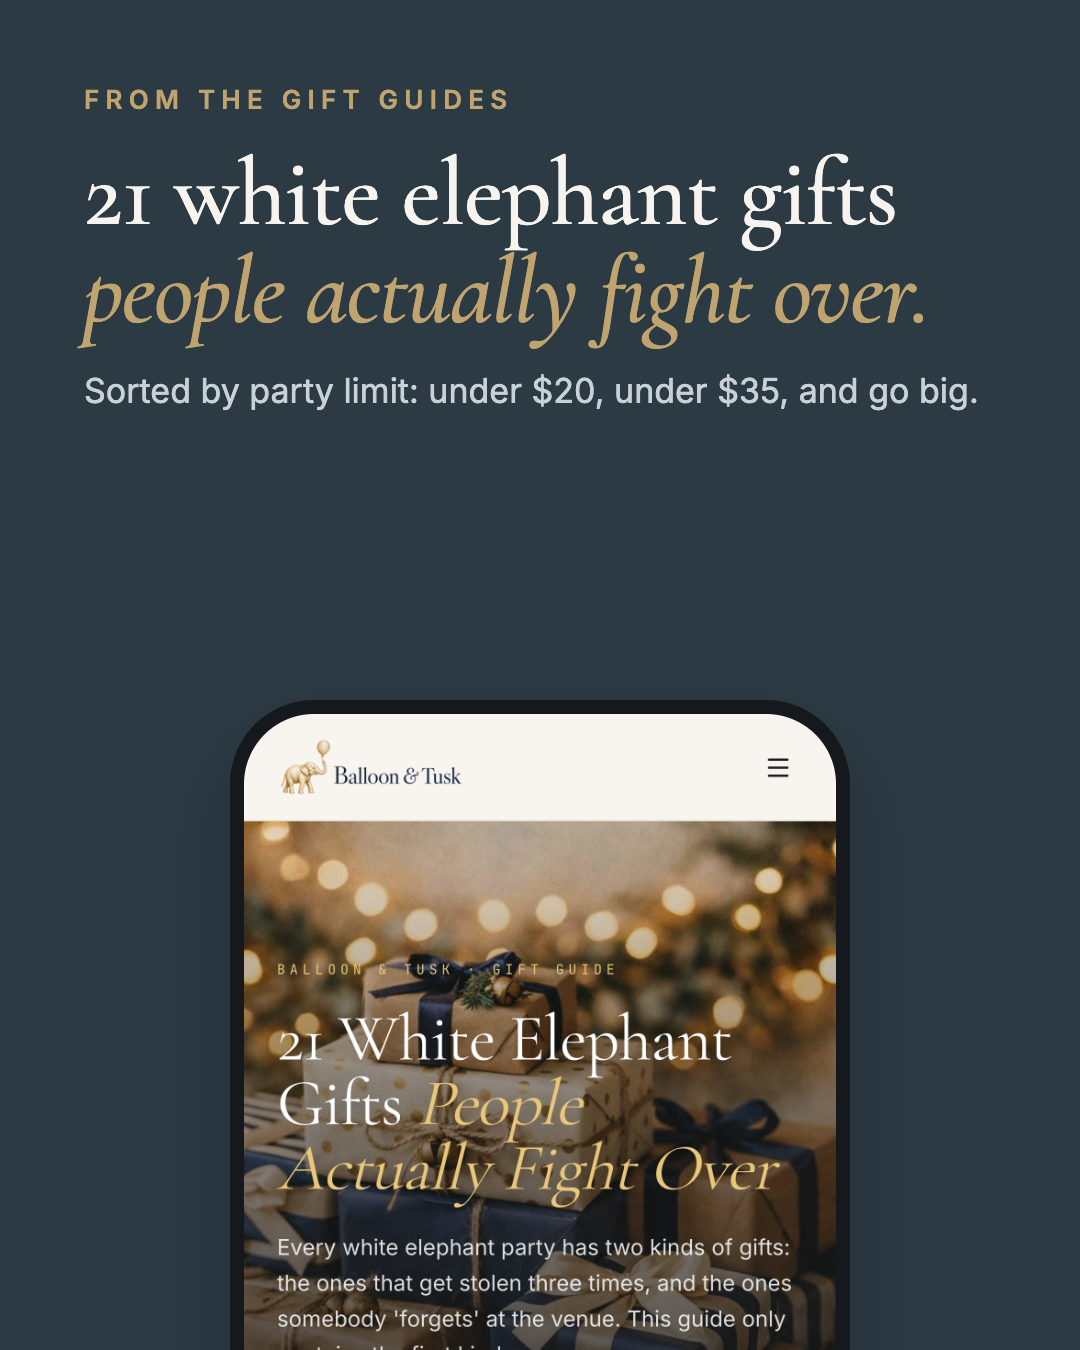 FROM THE GIFT GUIDES
21 white elephant gifts
people actually fight over.
Sorted by party limit: under $20, under $35, and go big.
Balloon & Tusk
BALLOON & TUSK · GIFT GUIDE
21 White Elephant
Gifts People
Actually Fight Over
Every white elephant party has two kinds of gifts:
the ones that get stolen three times, and the ones
somebody 'forgets' at the venue. This guide only